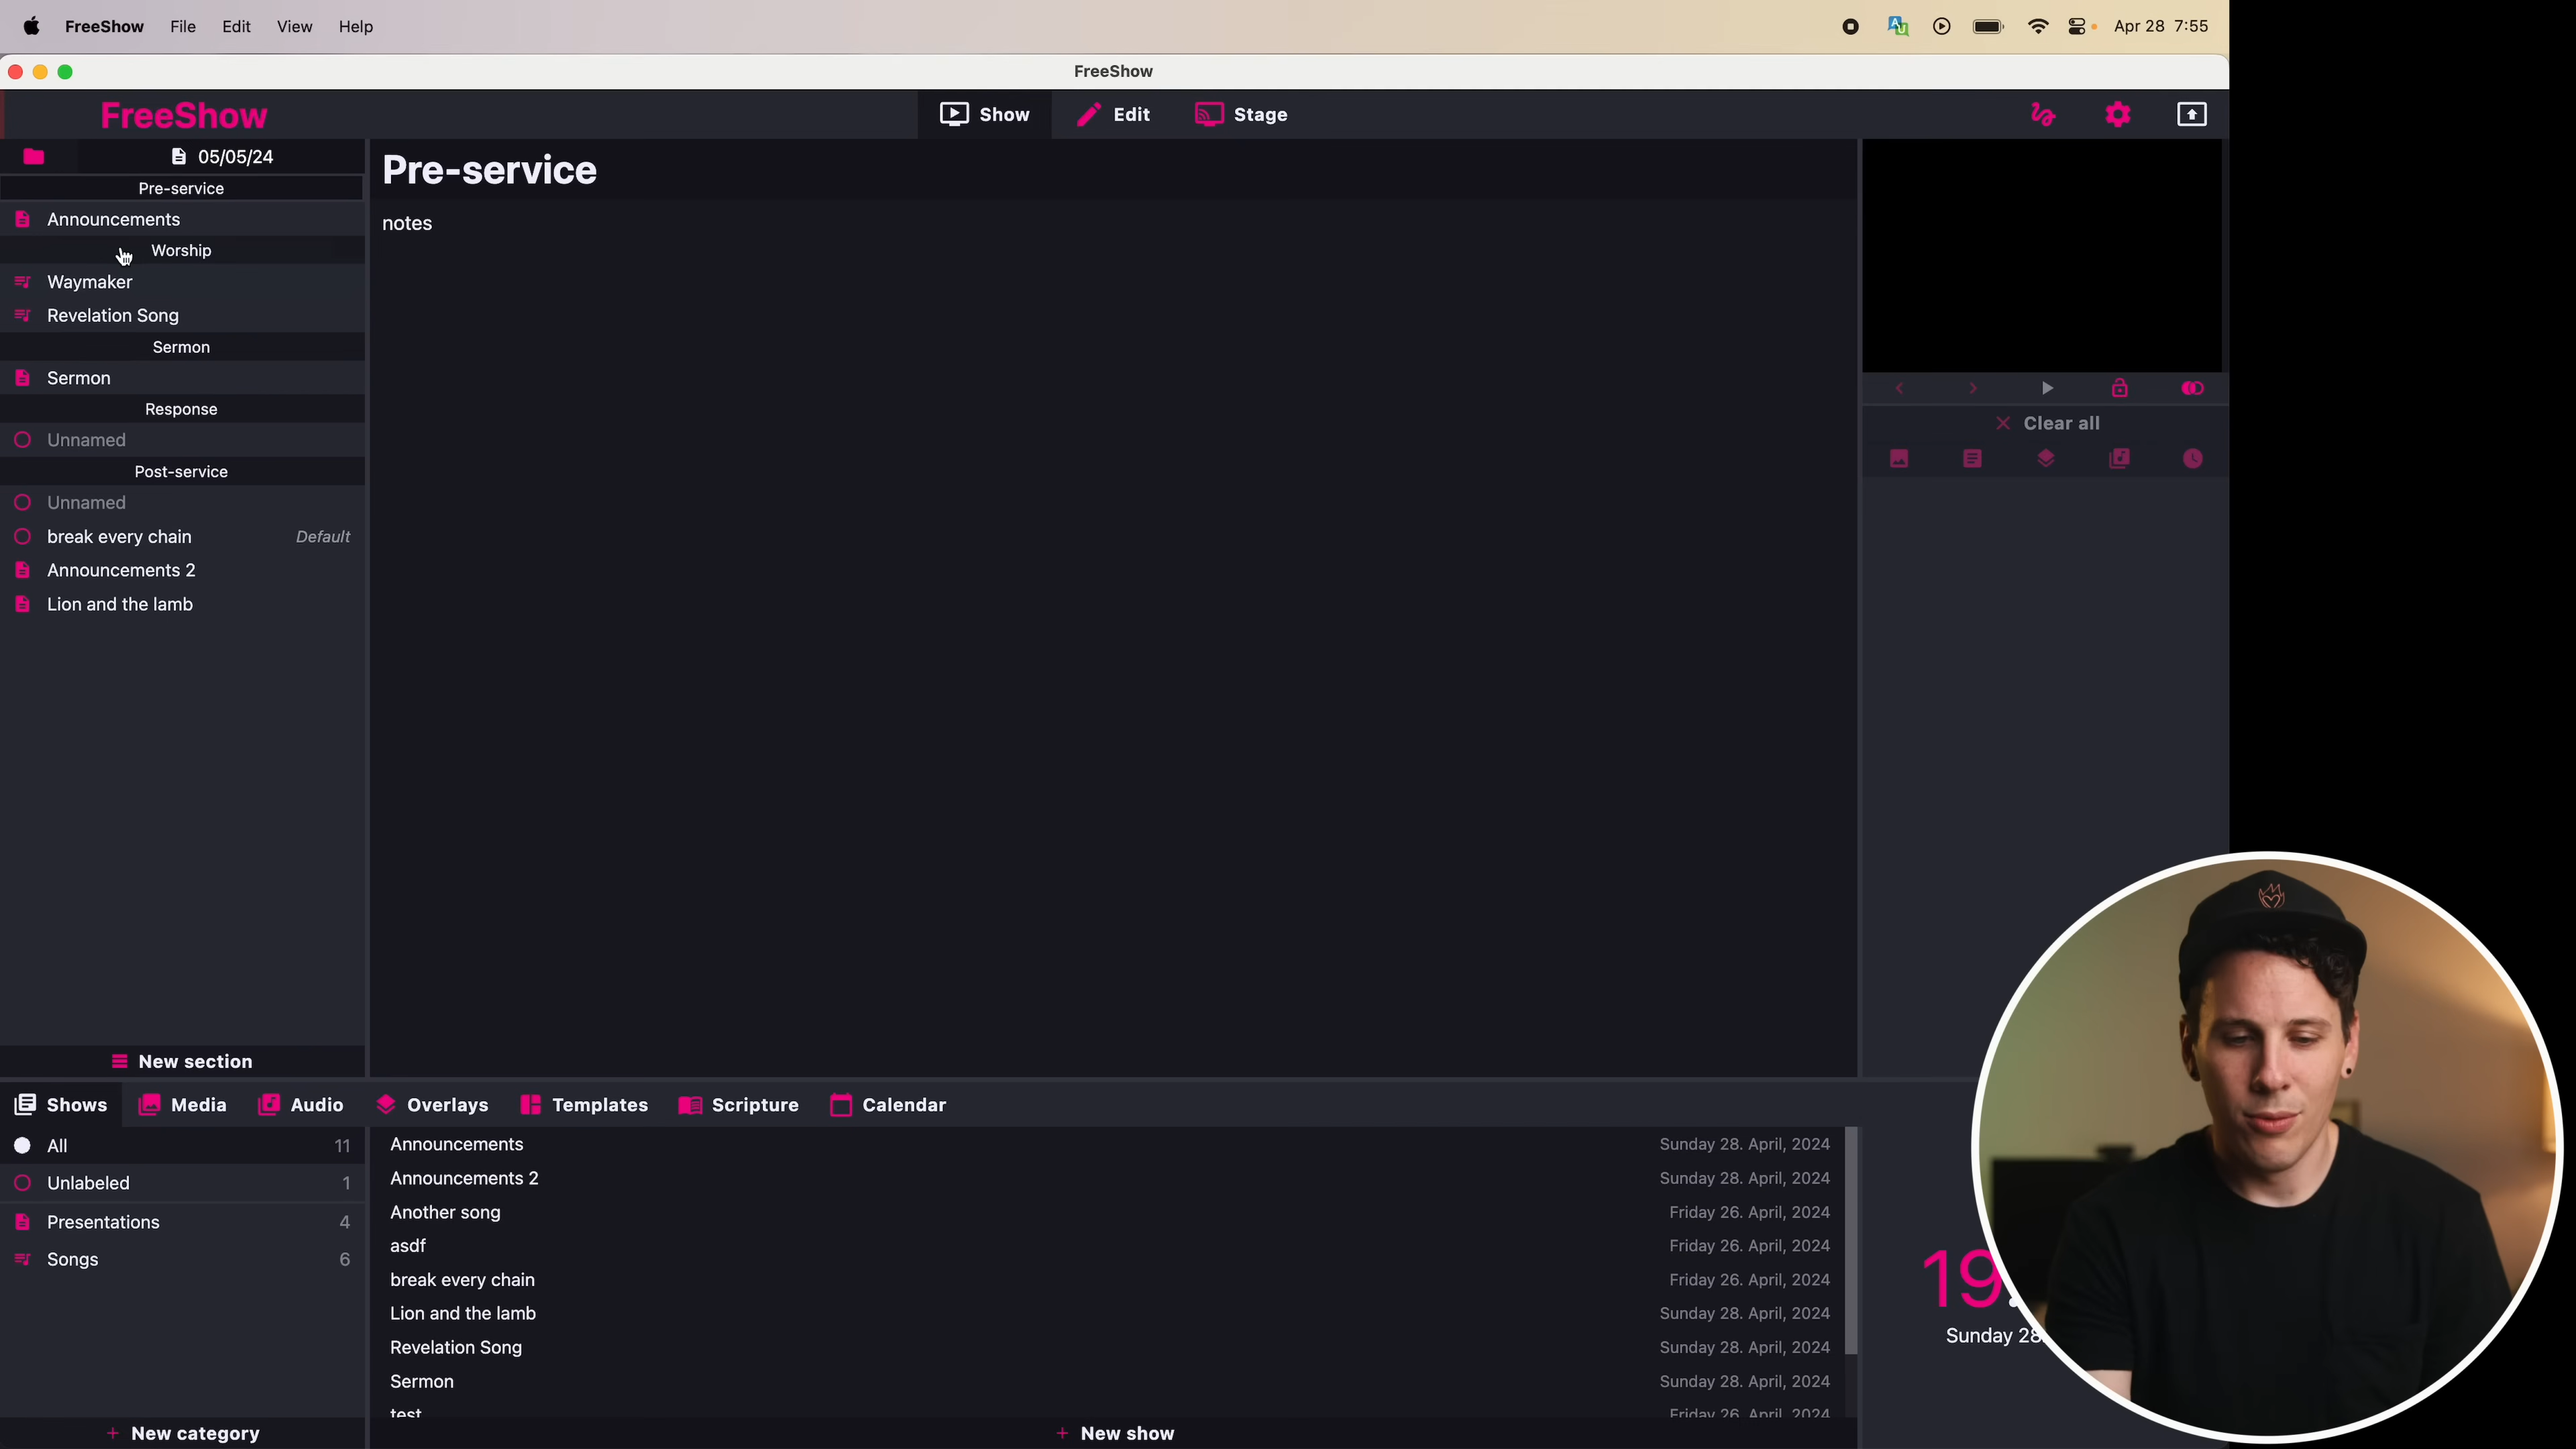 FreeShow File Edit View Help Apr 28 7:55
FreeShow
FreeShow Show Edit Stage
05/05/24
Pre-service
Announcements
Worship
Waymaker
Revelation Song
Sermon
Sermon
Response
Unnamed
Post-service
Unnamed
break every chain Default
Announcements 2
Lion and the lamb
New section
Pre-service
notes
Clear all
Shows Media Audio Overlays Templates Scripture Calendar
All 11
Unlabeled 1
Presentations 4
Songs 6
New category
Announcements Sunday 28. April, 2024
Announcements 2 Sunday 28. April, 2024
Another song Friday 26. April, 2024
asdf Friday 26. April, 2024
break every chain Friday 26. April, 2024
Lion and the lamb Sunday 28. April, 2024
Revelation Song Sunday 28. April, 2024
Sermon Sunday 28. April, 2024
test Friday 26. April, 2024
New show
19
Sunday 28